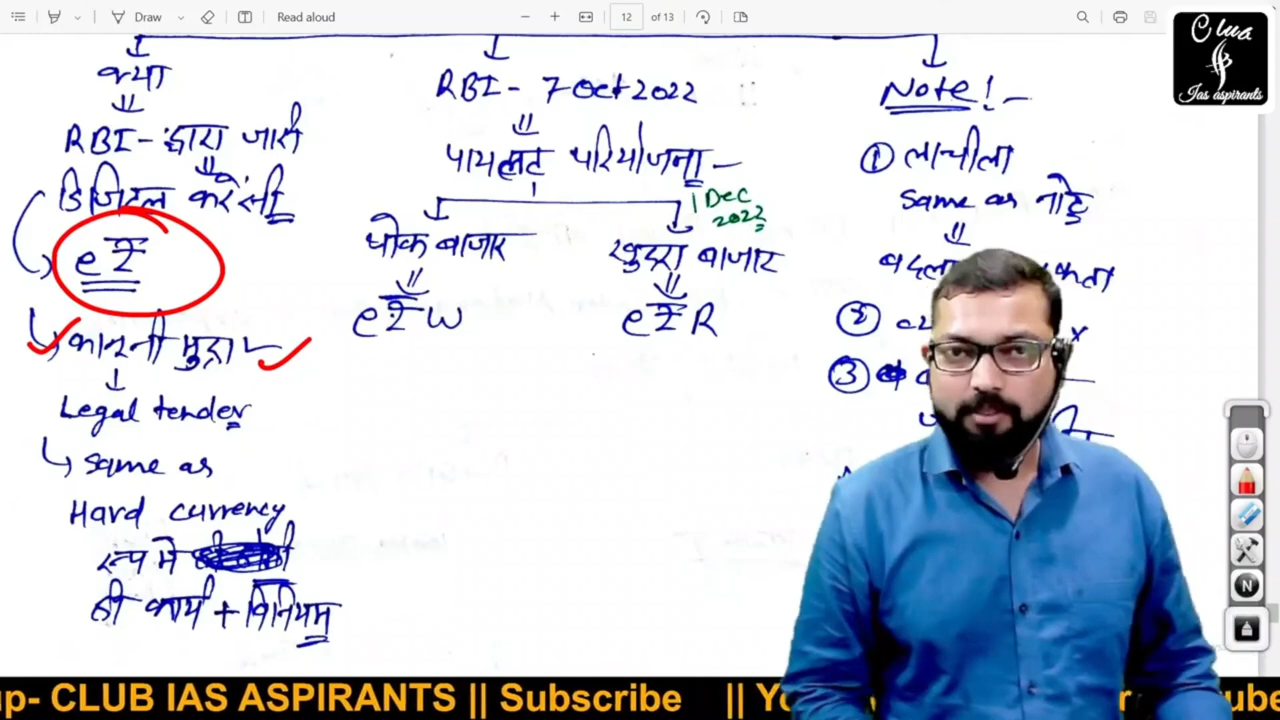 Draw
Read aloud
12 of 13
Club
Ias aspirants
क्या
RBI - द्वारा जारी
डिजिटल करेंसी
e₹
कानूनी मुद्रा
Legal tender
same as
Hard currency
रूप में
ही कार्य + विनियम
RBI - 7 Oct 2022
पायलट परियोजना -
थोक बाजार
e₹ W
1 Dec
2022
खुदरा बाजार
e₹ R
Note! -
① लचीला
same as नोट
②
③
N
up- CLUB IAS ASPIRANTS || Subscribe || Yo